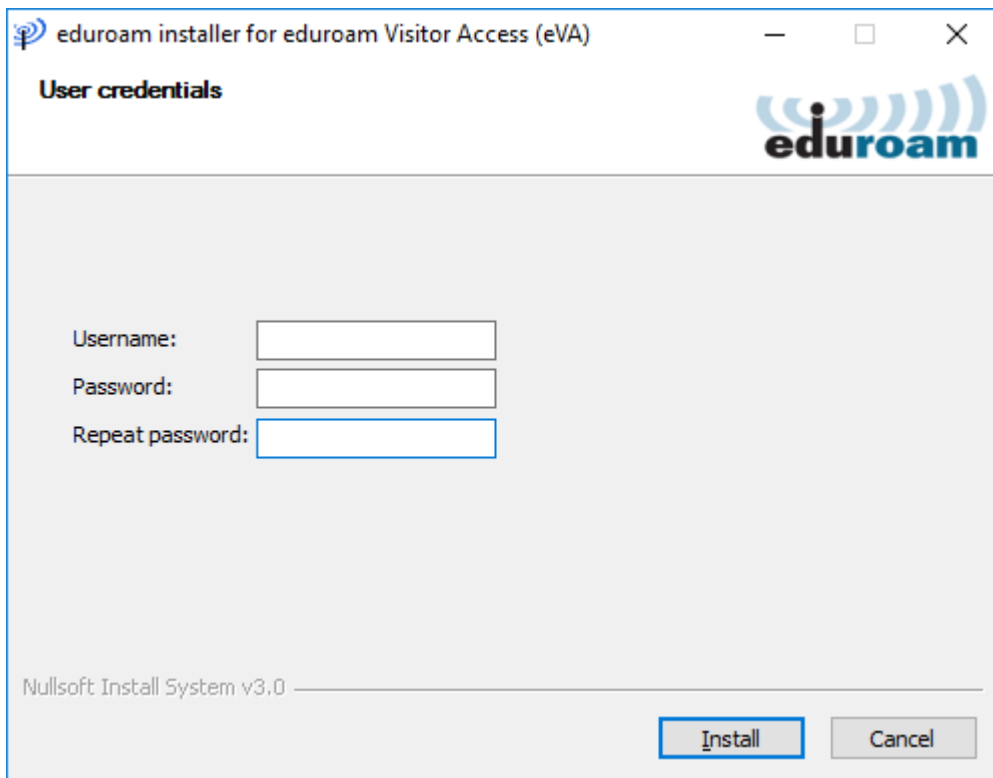 eduroam installer for eduroam Visitor Access (eVA)
User credentials
eduroam
Username:
Password:
Repeat password:
Nullsoft Install System v3.0
Install
Cancel